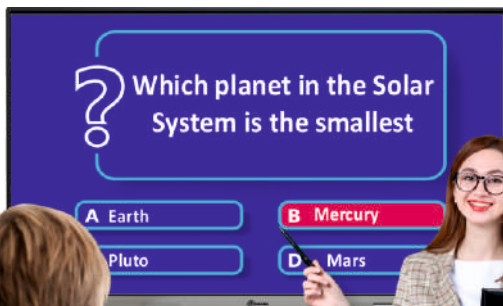 Which planet in the Solar
System is the smallest
A Earth
B Mercury
Pluto
D Mars